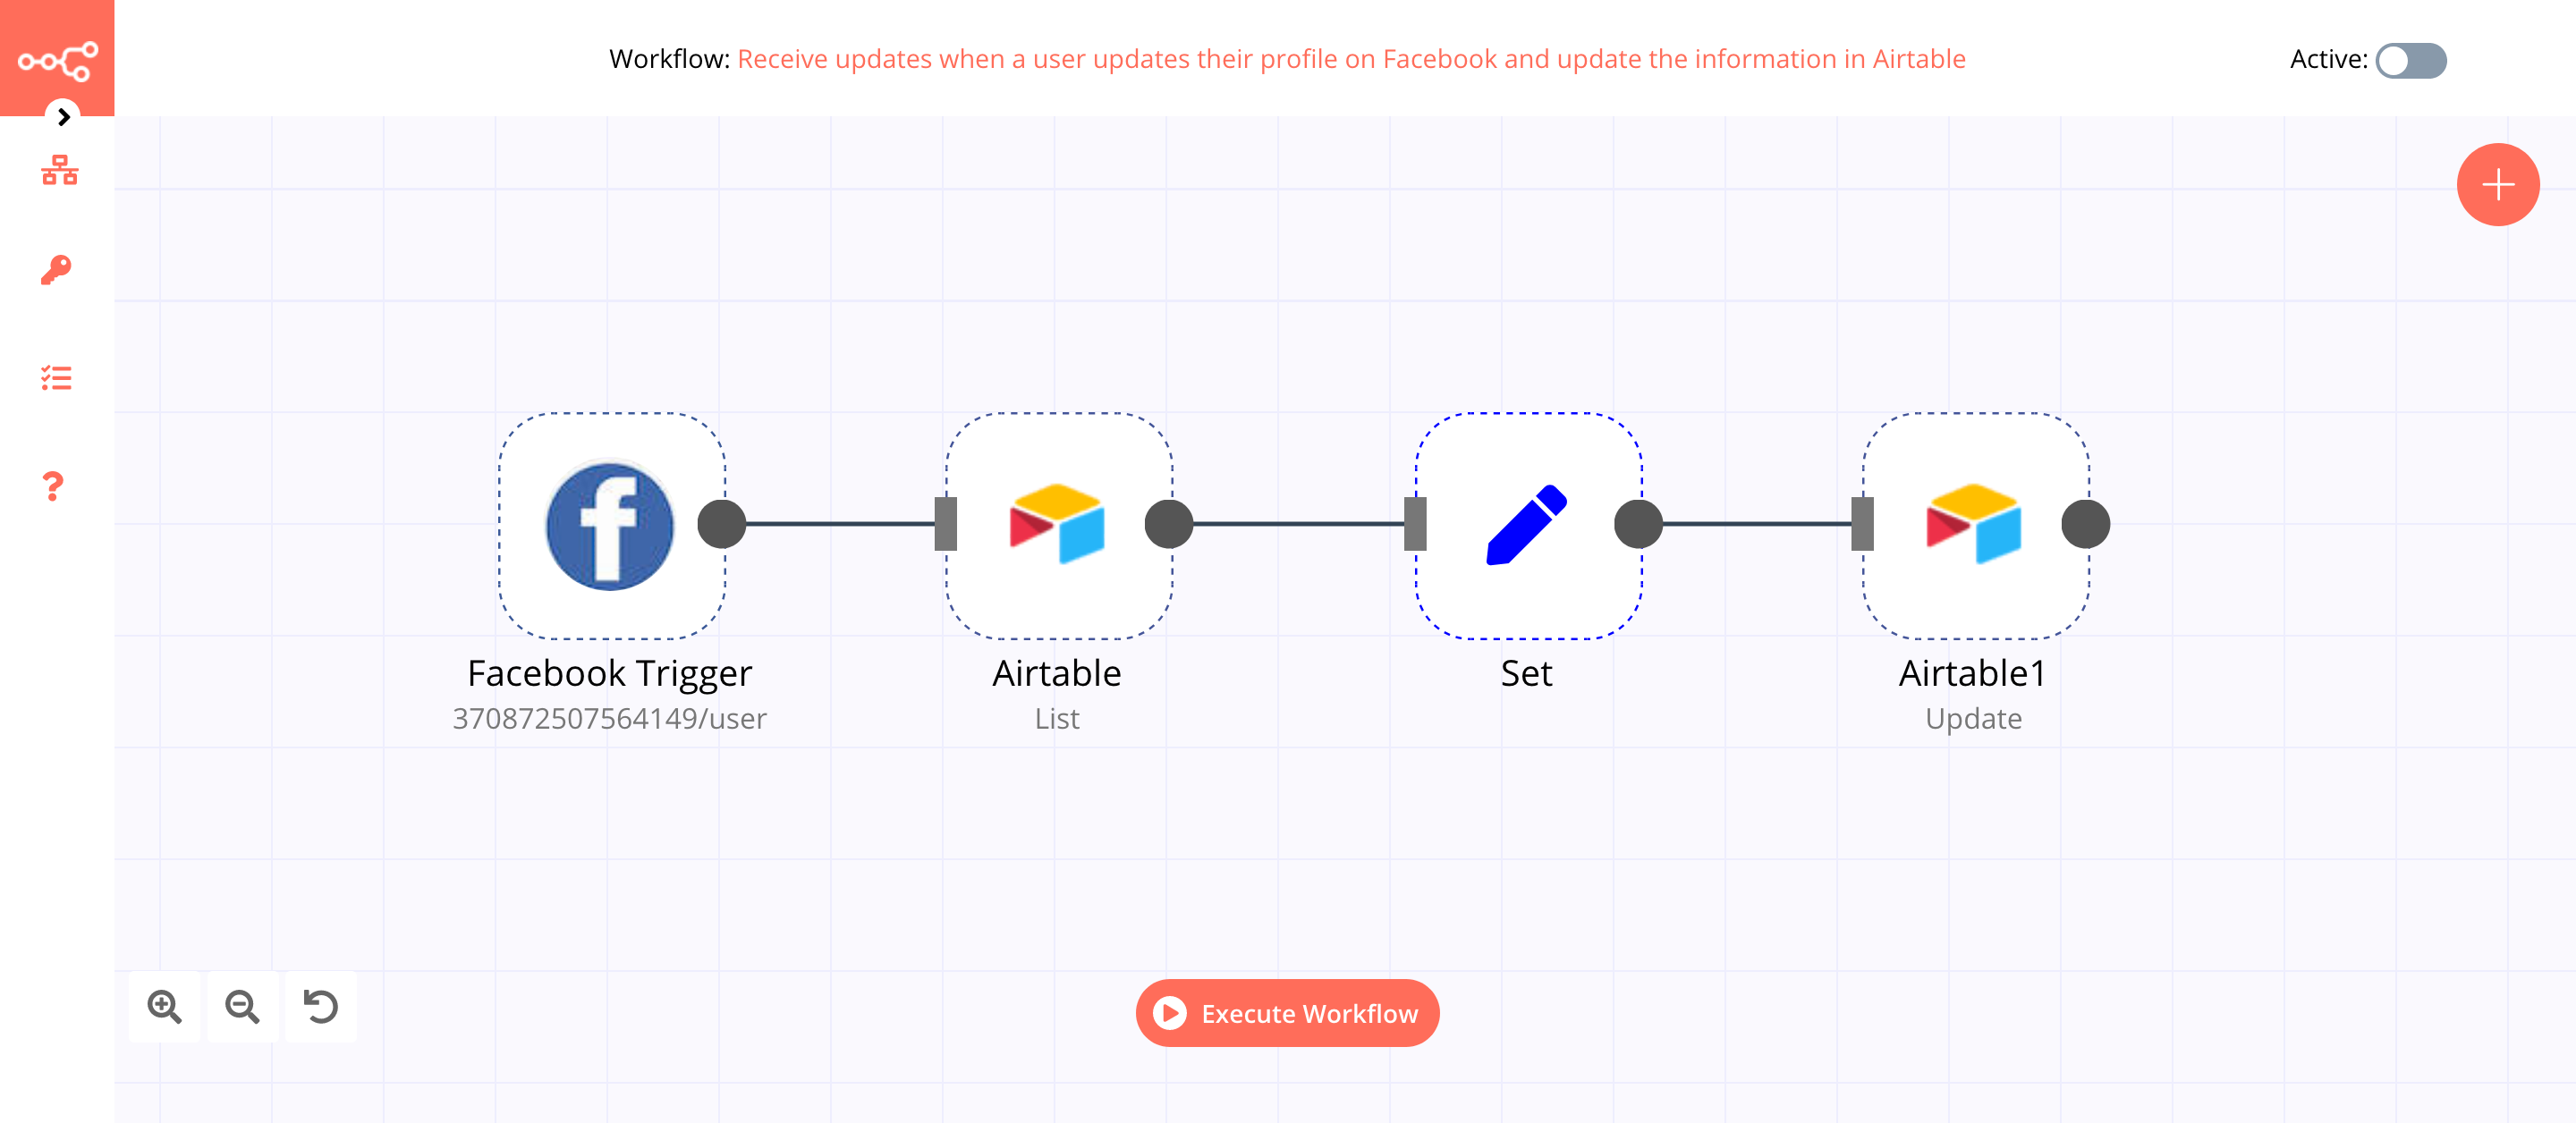 Workflow: Receive updates when a user updates their profile on Facebook and update the information in Airtable
Active:
Facebook Trigger
370872507564149/user
Airtable
List
Set
Airtable1
Update
Execute Workflow